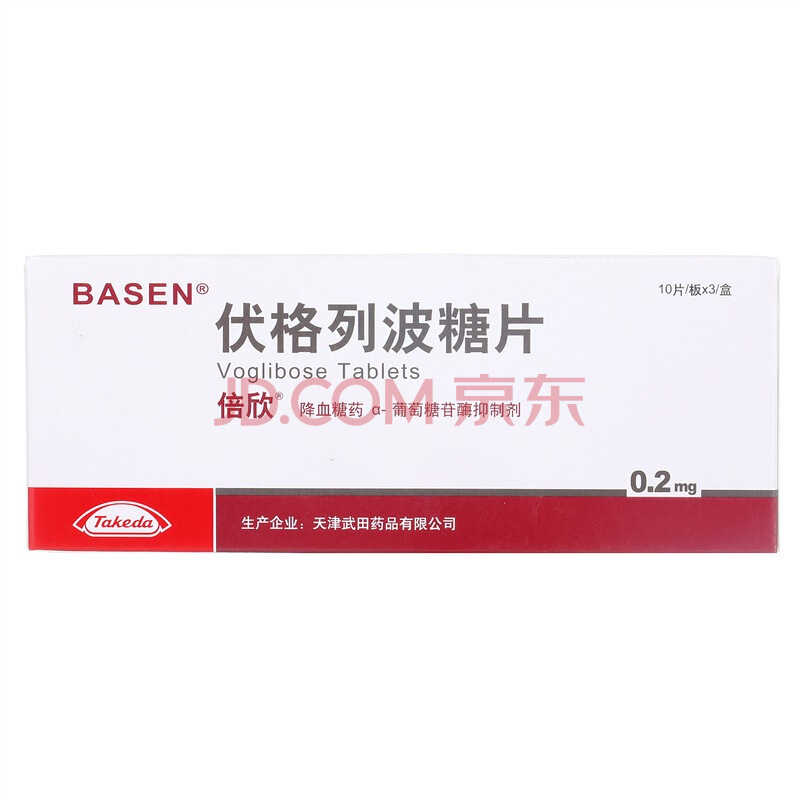 BASEN®
10片/板x3/盒
伏格列波糖片
Voglibose Tablets
JD.COM 京东
倍欣® 降血糖药 α-葡萄糖苷酶抑制剂
0.2mg
Takeda
生产企业：天津武田药品有限公司